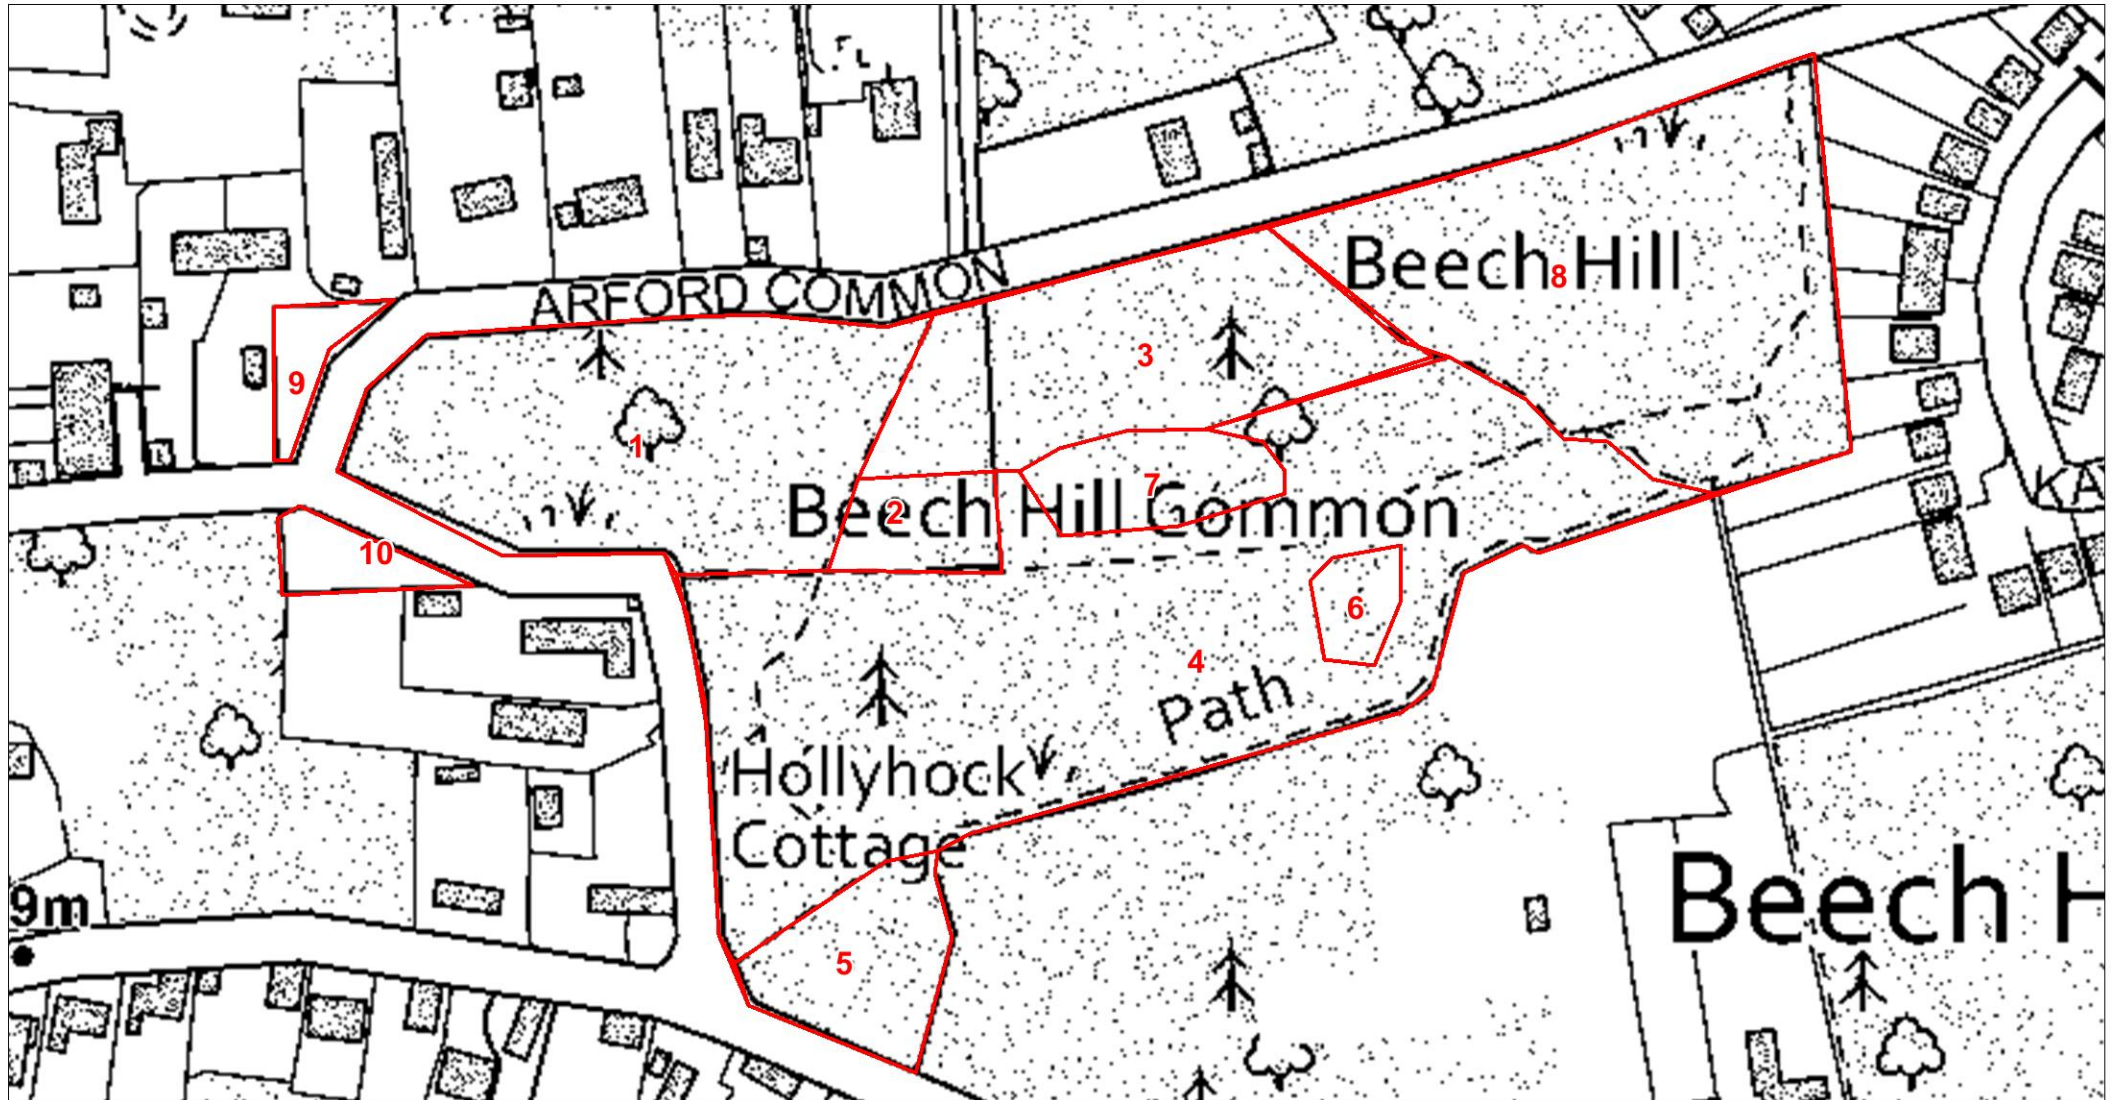 ARFORD COMMON
Beech Hill
8
3
9
1
7
2
Beech Hill Common
KA
10
6
4
Path
Hollyhock
Cottage
9m
Beech H
5